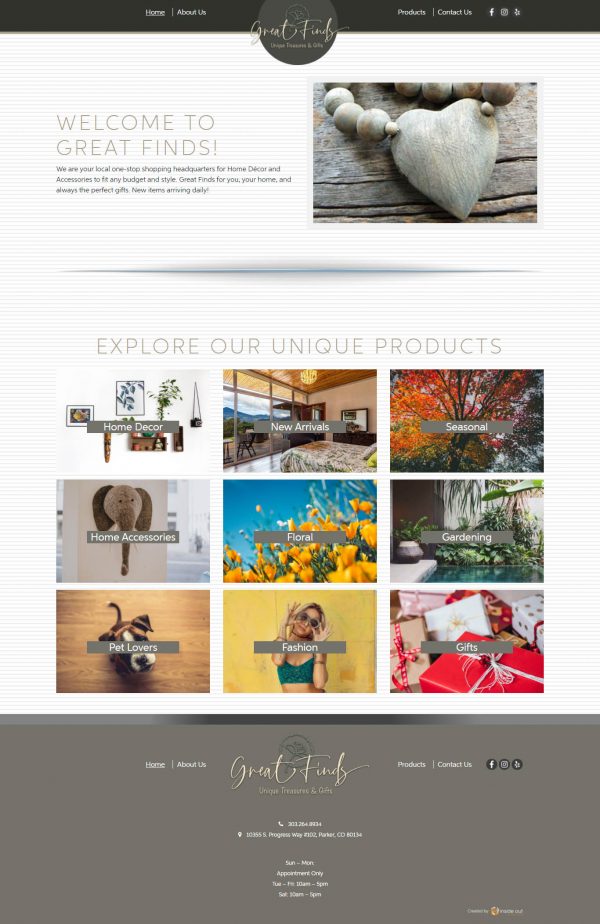 Home
About Us
Great Finds
Unique Treasures & Gifts
Products
Contact Us
WELCOME TO
GREAT FINDS!
We are your local one-stop shopping headquarters for Home Décor and
Accessories to fit any budget and style. Great Finds for you, your home, and
always the perfect gifts. New items arriving daily!
EXPLORE OUR UNIQUE PRODUCTS
Home Decor
New Arrivals
Seasonal
Home Accessories
Floral
Gardening
Pet Lovers
Fashion
Gifts
Home
About Us
Great Finds
Unique Treasures & Gifts
Products
Contact Us
303.264.8934
10355 S. Progress Way #102, Parker, CO 80134
Sun – Mon:
Appointment Only
Tue – Fri: 10am – 5pm
Sat: 10am – 5pm
Created by inside out